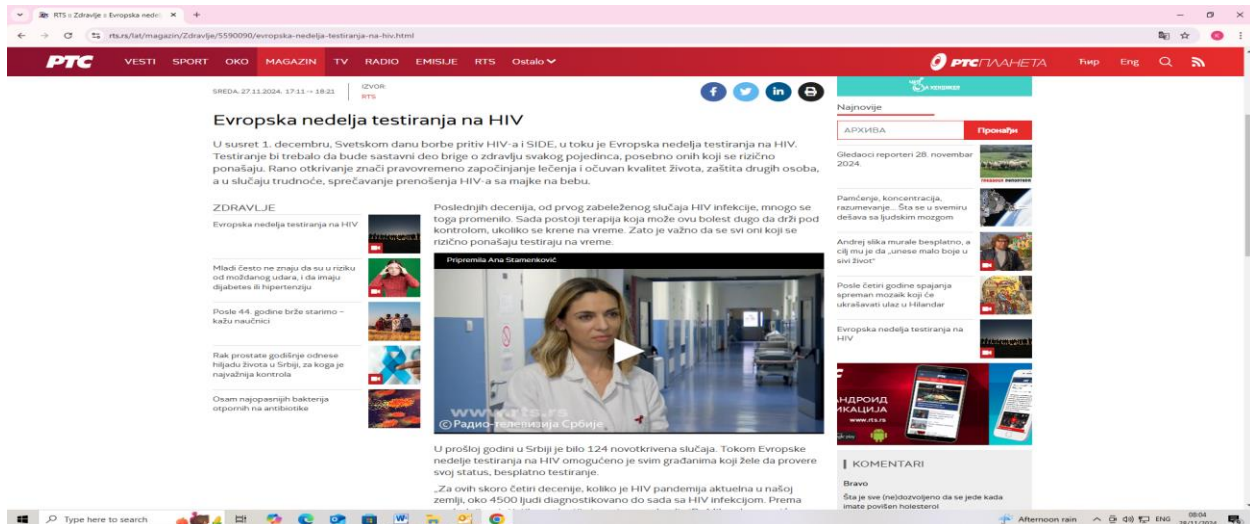 RTS :: Zdravlje :: Evropska nedel
rts.rs/lat/magazin/Zdravlje/5590090/evropska-nedelja-testiranja-na-hiv.html
РТС VESTI SPORT OKO MAGAZIN TV RADIO EMISIJE RTS Ostalo РТС ПЛАНЕТА Ћир Eng
SREDA, 27.11.2024, 17:11 -> 18:21
IZVOR:
RTS
Evropska nedelja testiranja na HIV
U susret 1. decembru, Svetskom danu borbe pritiv HIV-a i SIDE, u toku je Evropska nedelja testiranja na HIV.
Testiranje bi trebalo da bude sastavni deo brige o zdravlju svakog pojedinca, posebno onih koji se rizično
ponašaju. Rano otkrivanje znači pravovremeno započinjanje lečenja i očuvan kvalitet života, zaštita drugih osoba,
a u slučaju trudnoće, sprečavanje prenošenja HIV-a sa majke na bebu.
ZDRAVLJE
Evropska nedelja testiranja na HIV
Mladi često ne znaju da su u riziku
od moždanog udara, i da imaju
dijabetes ili hipertenziju
Posle 44. godine brže starimo –
kažu naučnici
Rak prostate godišnje odnese
hiljadu života u Srbiji, za koga je
najvažnija kontrola
Osam najopasnijih bakterija
otpornih na antibiotike
Poslednjih decenija, od prvog zabeleženog slučaja HIV infekcije, mnogo se
toga promenilo. Sada postoji terapija koja može ovu bolest dugo da drži pod
kontrolom, ukoliko se krene na vreme. Zato je važno da se svi oni koji se
rizično ponašaju testiraju na vreme.
Pripremila Ana Stamenković
www.rts.rs
© Радио-телевизија Србије
U prošloj godini u Srbiji je bilo 124 novotkrivena slučaja. Tokom Evropske
nedelje testiranja na HIV omogućeno je svim građanima koji žele da provere
svoj status, besplatno testiranje.
„Za ovih skoro četiri decenije, koliko je HIV pandemija aktuelna u našoj
zemlji, oko 4500 ljudi diagnostikovano do sada sa HIV infekcijom. Prema
Najnovije
АРХИВА Пронађи
Gledaoci reporteri 28. novembar
2024.
Pamćenje, koncentracija,
razumevanje... Šta se u svemiru
dešava sa ljudskim mozgom
Andrej slika murale besplatno, a
cilj mu je da „unese malo boje u
sivi život"
Posle četiri godine spajanja
spreman mozaik koji će
ukrašavati ulaz u Hilandar
Evropska nedelja testiranja na
HIV
НДРОИД
ИКАЦИЈА
www.rts.rs
KOMENTARI
Bravo
Šta je sve (ne)dozvoljeno da se jede kada
imate povišen holesterol
Type here to search
Afternoon rain
ENG
08:04
28/11/2024